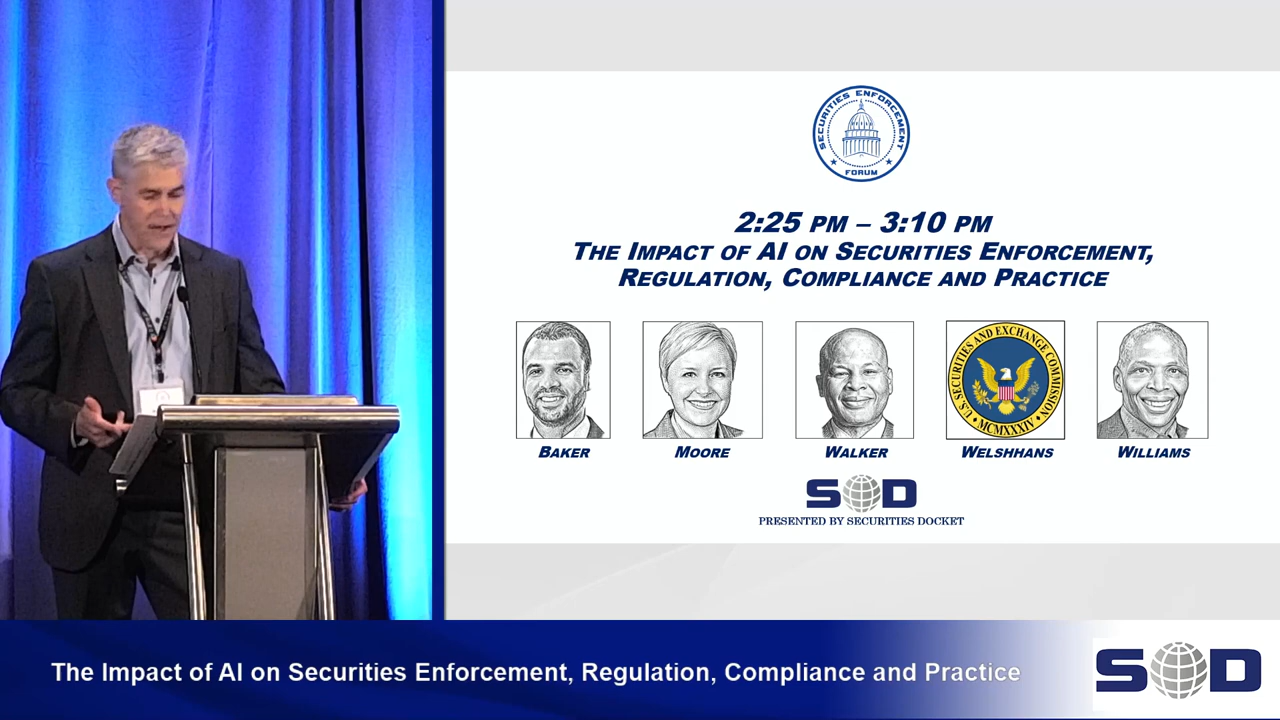 SECURITIES ENFORCEMENT
FORUM
2:25 PM – 3:10 PM
THE IMPACT OF AI ON SECURITIES ENFORCEMENT,
REGULATION, COMPLIANCE AND PRACTICE
U.S. SECURITIES AND EXCHANGE COMMISSION
MCMXXXIV
BAKER
MOORE
WALKER
WELSHHANS
WILLIAMS
SD
PRESENTED BY SECURITIES DOCKET
The Impact of AI on Securities Enforcement, Regulation, Compliance and Practice
SD